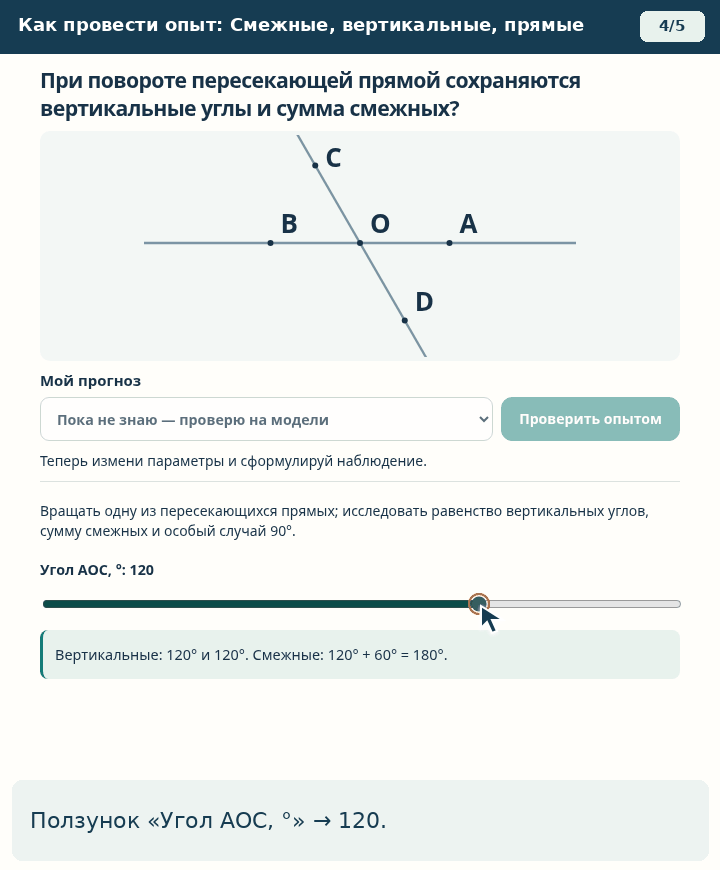 Как провести опыт: Смежные, вертикальные, прямые
4/5
При повороте пересекающей прямой сохраняются
вертикальные углы и сумма смежных?
C
B
O
A
D
Мой прогноз
Пока не знаю — проверю на модели
Проверить опытом
Теперь измени параметры и сформулируй наблюдение.
Вращать одну из пересекающихся прямых; исследовать равенство вертикальных углов,
сумму смежных и особый случай 90°.
Угол AOC, °: 120
Вертикальные: 120° и 120°. Смежные: 120° + 60° = 180°.
Ползунок «Угол AOC, °» → 120.